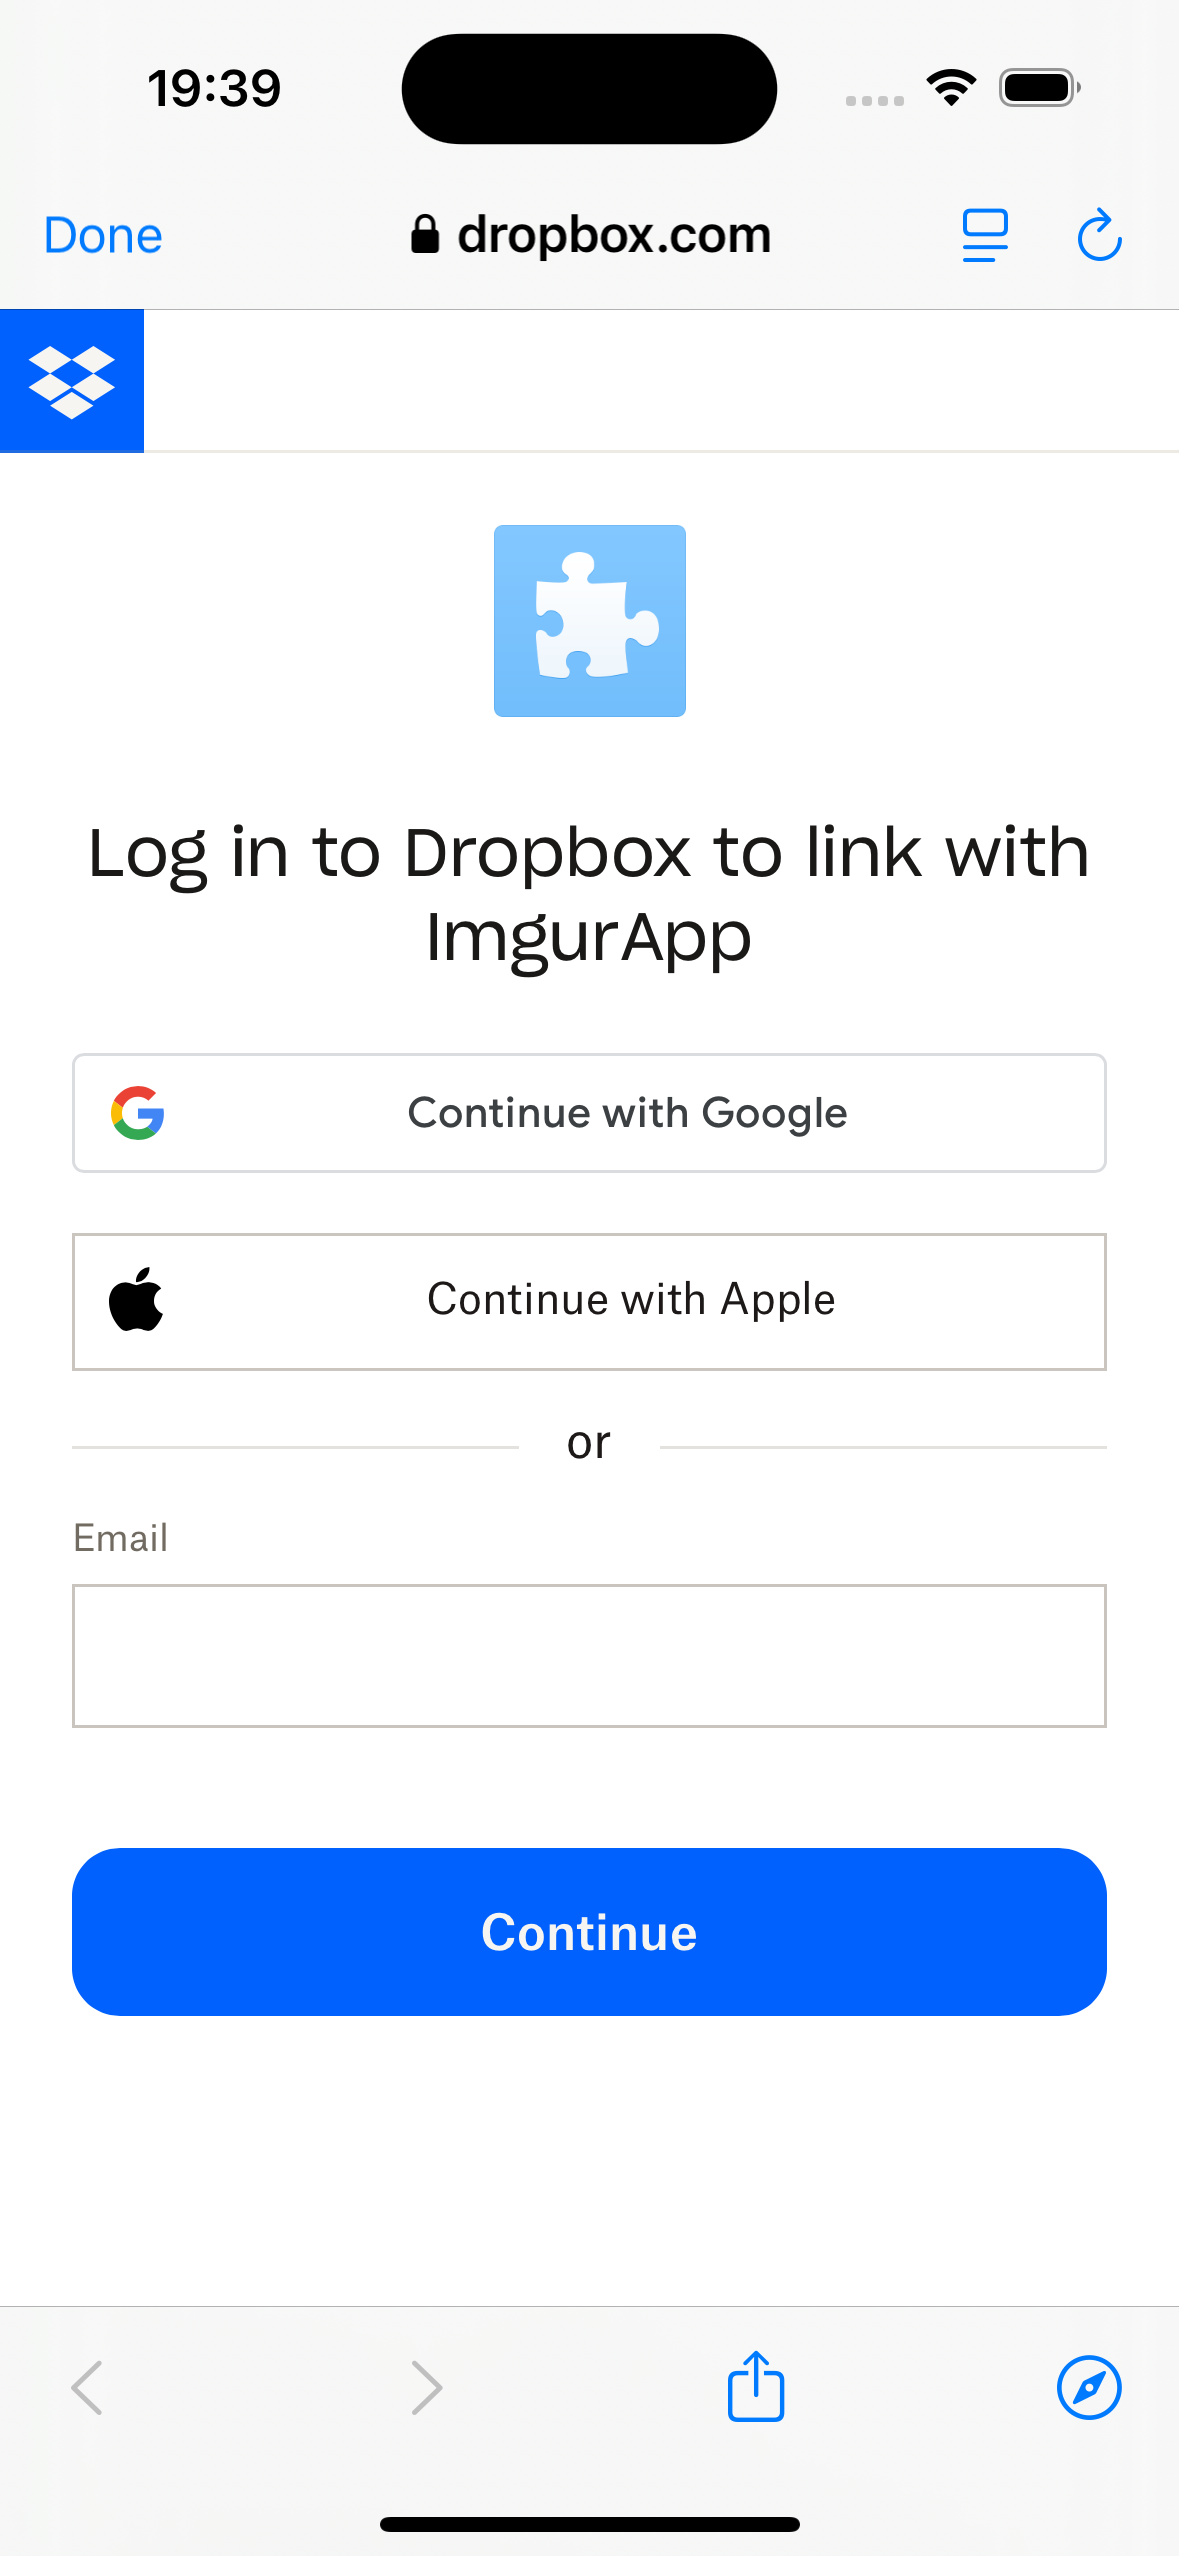 19:39
Done
dropbox.com
Log in to Dropbox to link with
ImgurApp
Continue with Google
Continue with Apple
or
Email
Continue